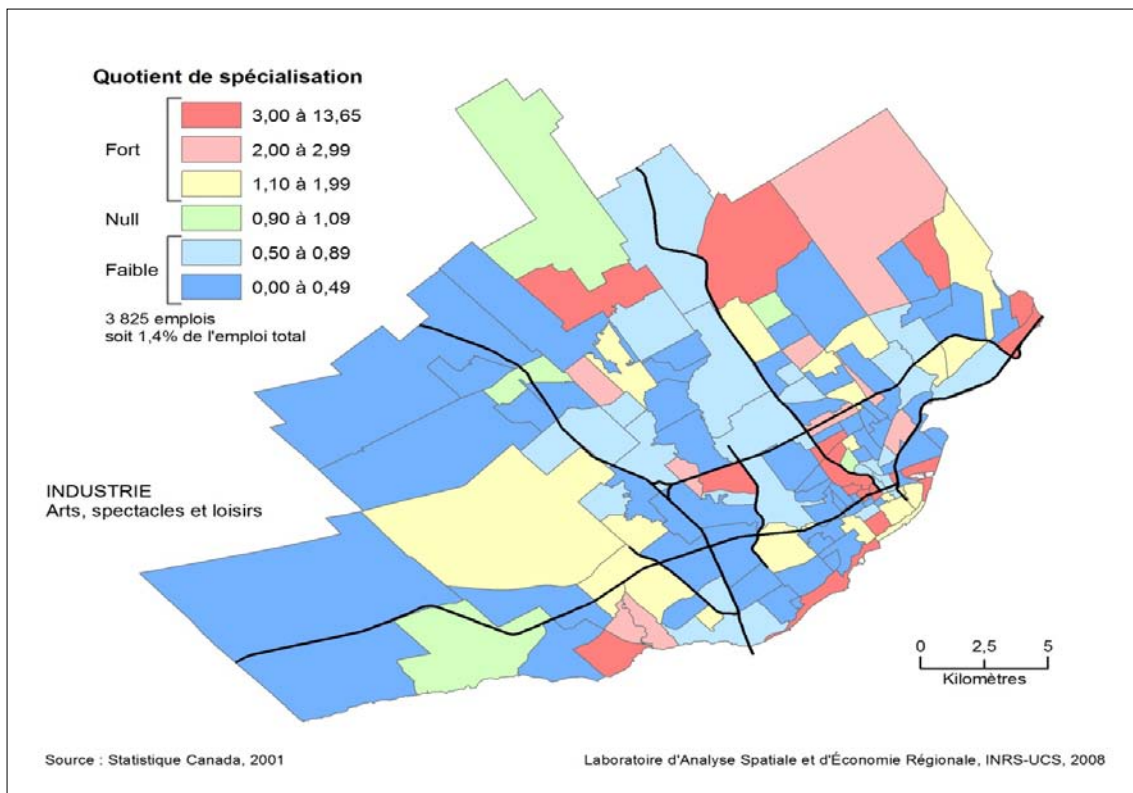 Quotient de spécialisation
Fort
3,00 à 13,65
2,00 à 2,99
1,10 à 1,99
Null
0,90 à 1,09
Faible
0,50 à 0,89
0,00 à 0,49
3 825 emplois
soit 1,4% de l'emploi total
INDUSTRIE
Arts, spectacles et loisirs
0 2,5 5
Kilomètres
Source : Statistique Canada, 2001
Laboratoire d'Analyse Spatiale et d'Économie Régionale, INRS-UCS, 2008